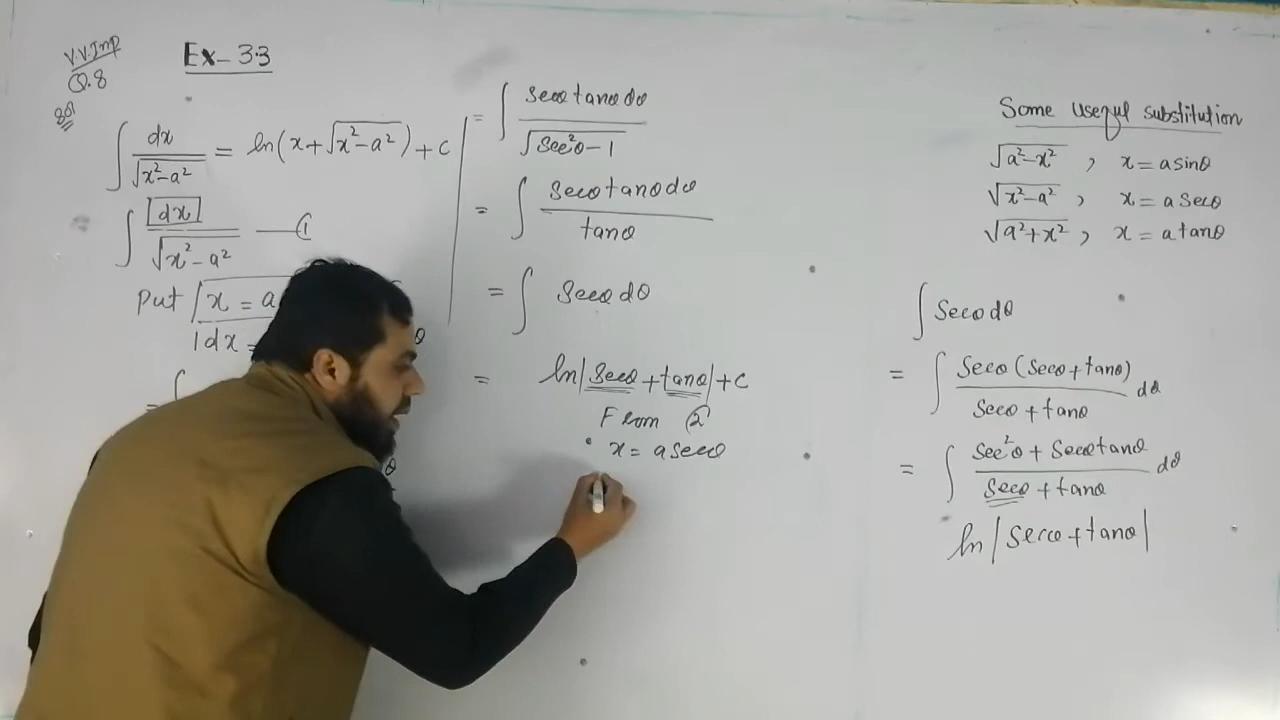 V.V.Imp
Q.8
Ex- 3.3
Sol
∫ dx / √(x²-a²) = ln(x+√(x²-a²)) + c
∫ dx / √(x²-a²) — 1
Put x = a
dx =
= ∫
= ∫ secθ tanθ dθ / √(sec²θ-1)
= ∫ secθ tanθ dθ / tanθ
= ∫ secθ dθ
= ln|secθ + tanθ| + c
From 2
x = a secθ
Some useful substitution
√(a²-x²) , x = a sinθ
√(x²-a²) , x = a secθ
√(a²+x²) , x = a tanθ
∫ secθ dθ
= ∫ secθ (secθ + tanθ) / (secθ + tanθ) dθ
= ∫ (sec²θ + secθ tanθ) / (secθ + tanθ) dθ
ln |secθ + tanθ|